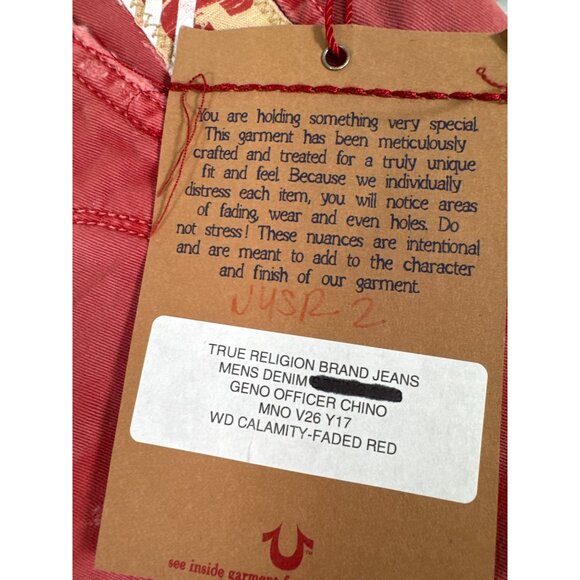 You are holding something very special.
This garment has been meticulously
crafted and treated for a truly unique
fit and feel. Because we individually
distress each item, you will notice areas
of fading, wear and even holes. Do
not stress! These nuances are intentional
and are meant to add to the character
and finish of our garment.
TRUE RELIGION BRAND JEANS
MENS DENIM
GENO OFFICER CHINO
MNO V26 Y17
WD CALAMITY-FADED RED
see inside garment